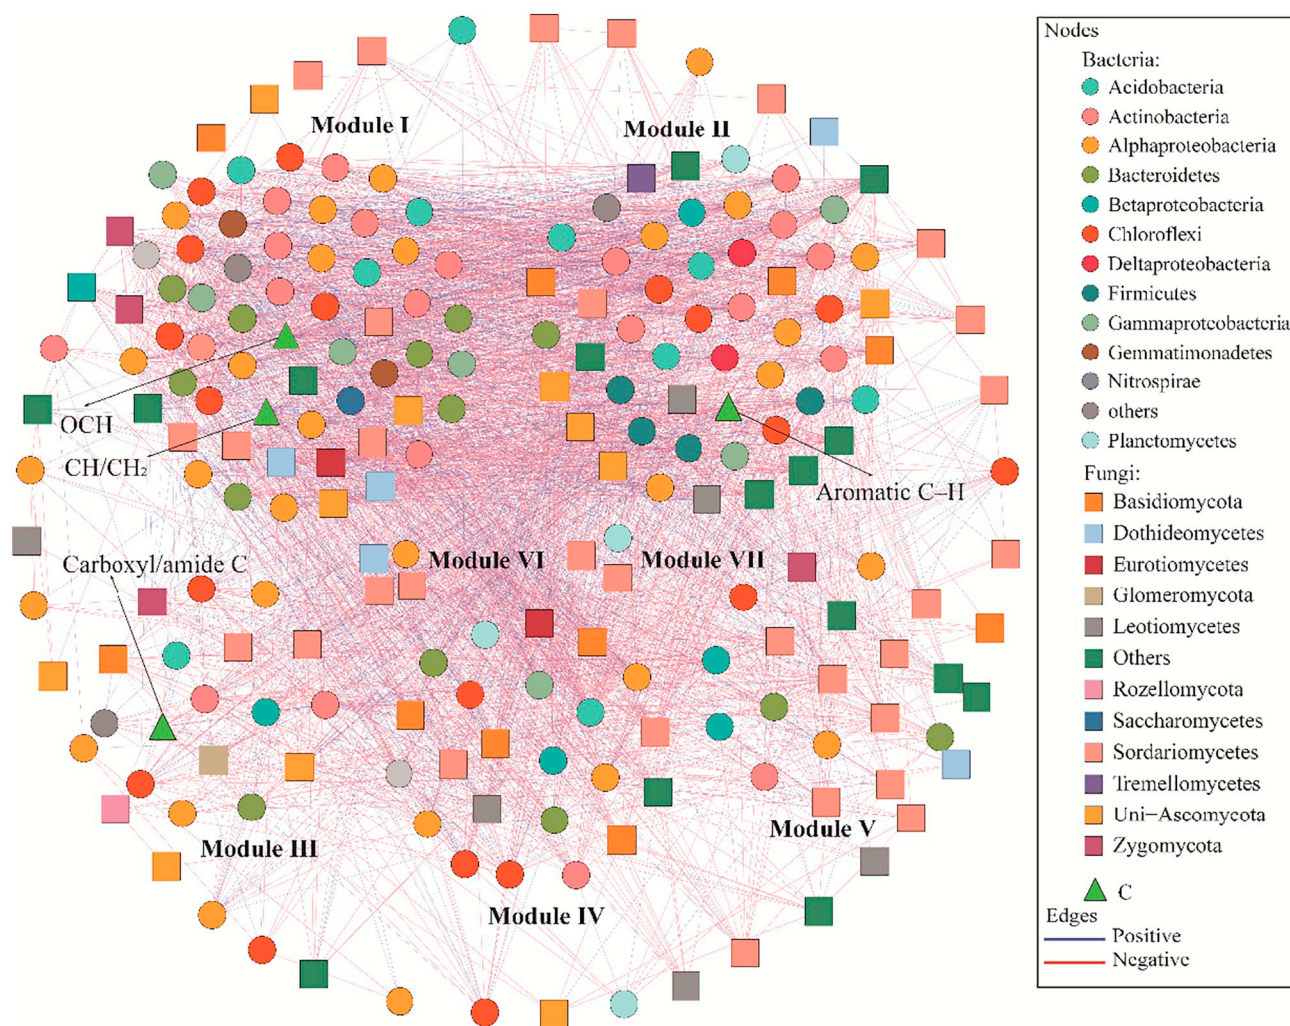 Module I
Module II
OCH
CH/CH₂
Aromatic C–H
Carboxyl/amide C
Module VI
Module VII
Module III
Module V
Module IV
Nodes
Bacteria:
Acidobacteria
Actinobacteria
Alphaproteobacteria
Bacteroidetes
Betaproteobacteria
Chloroflexi
Deltaproteobacteria
Firmicutes
Gammaproteobacteria
Gemmatimonadetes
Nitrospirae
others
Planctomycetes
Fungi:
Basidiomycota
Dothideomycetes
Eurotiomycetes
Glomeromycota
Leotiomycetes
Others
Rozellomycota
Saccharomycetes
Sordariomycetes
Tremellomycetes
Uni–Ascomycota
Zygomycota
C
Edges
Positive
Negative